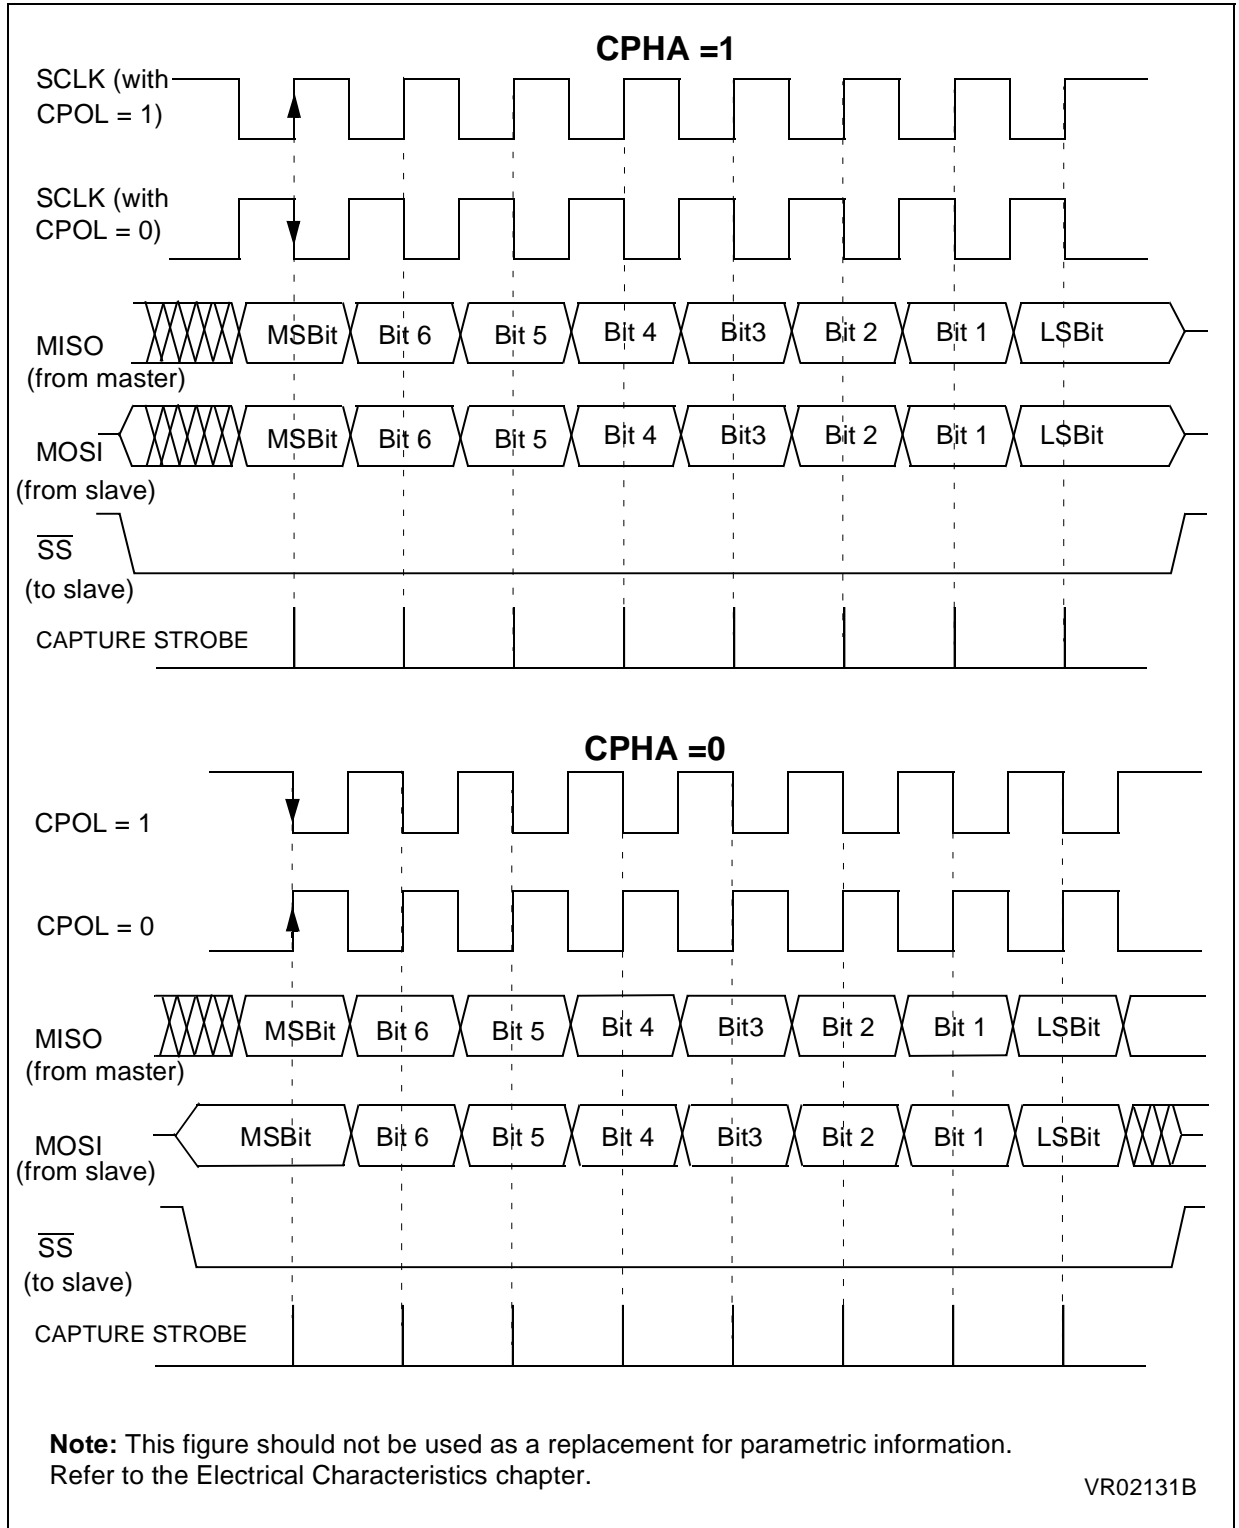 CPHA =1
SCLK (with
CPOL = 1)
SCLK (with
CPOL = 0)
MSBit Bit 6 Bit 5 Bit 4 Bit3 Bit 2 Bit 1 LSBit
MISO
(from master)
MSBit Bit 6 Bit 5 Bit 4 Bit3 Bit 2 Bit 1 LSBit
MOSI
(from slave)
SS
(to slave)
CAPTURE STROBE
CPHA =0
CPOL = 1
CPOL = 0
MSBit Bit 6 Bit 5 Bit 4 Bit3 Bit 2 Bit 1 LSBit
MISO
(from master)
MSBit Bit 6 Bit 5 Bit 4 Bit3 Bit 2 Bit 1 LSBit
MOSI
(from slave)
SS
(to slave)
CAPTURE STROBE
Note: This figure should not be used as a replacement for parametric information.
Refer to the Electrical Characteristics chapter.
VR02131B